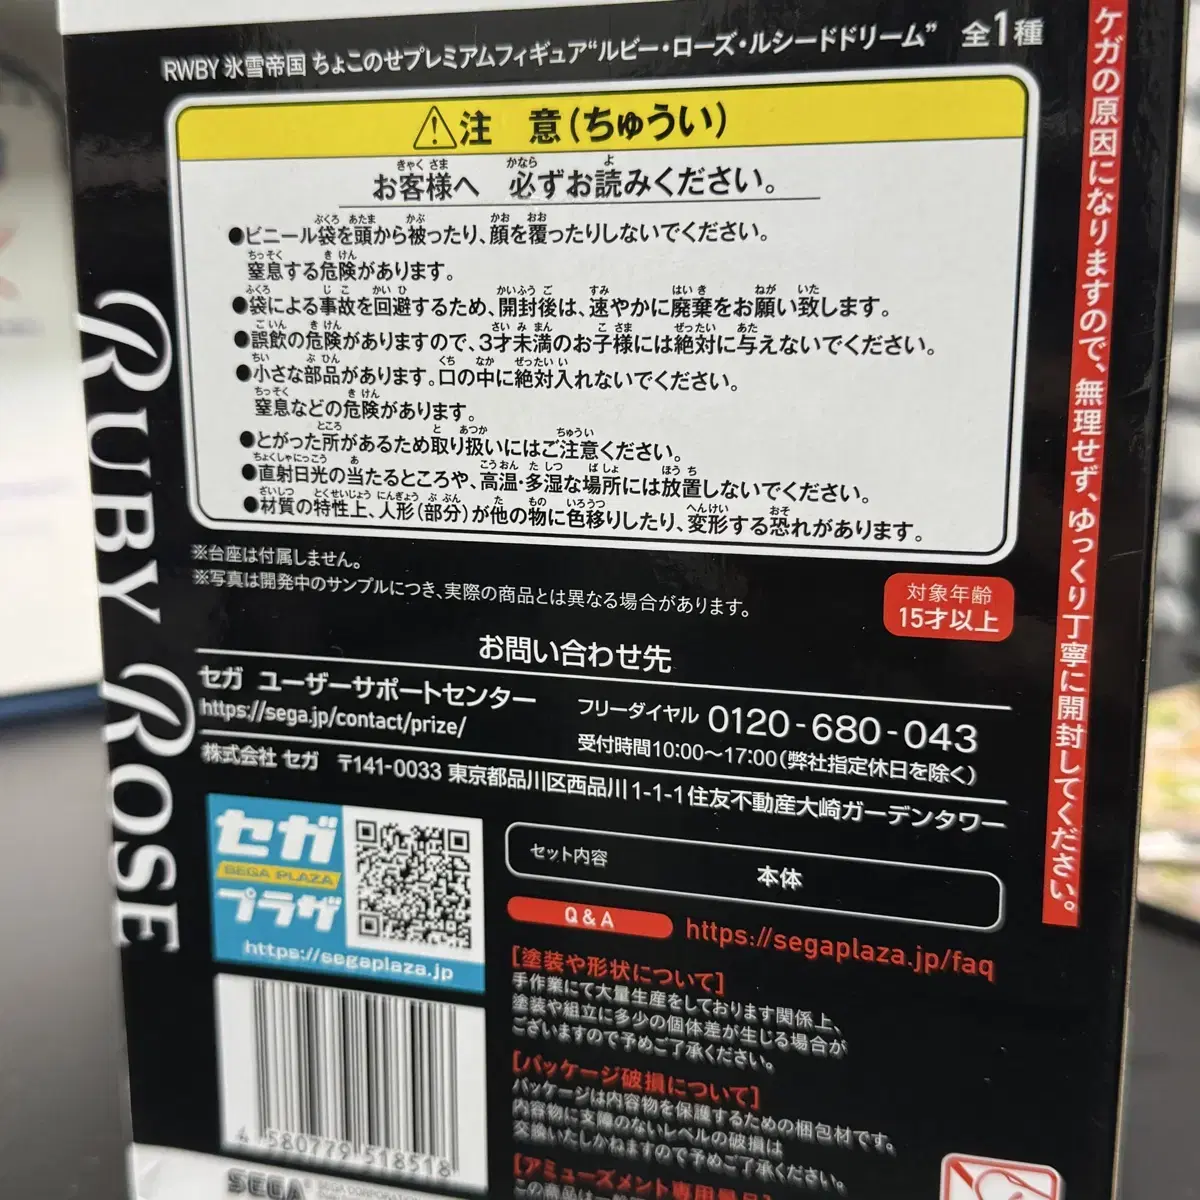 RWBY 氷雪帝国 ちょこのせプレミアムフィギュア“ルビー・ローズ・ルシードドリーム” 全1種
⚠注 意(ちゅうい)
お客様へ 必ずお読みください。
●ビニール袋を頭から被ったり、顔を覆ったりしないでください。
窒息する危険があります。
●袋による事故を回避するため、開封後は、速やかに廃棄をお願い致します。
●誤飲の危険がありますので、3才未満のお子様には絶対に与えないでください。
●小さな部品があります。口の中に絶対入れないでください。
窒息などの危険があります。
●とがった所があるため取り扱いにはご注意ください。
●直射日光の当たるところや、高温・多湿な場所には放置しないでください。
●材質の特性上、人形(部分)が他の物に色移りしたり、変形する恐れがあります。
※台座は付属しません。
※写真は開発中のサンプルにつき、実際の商品とは異なる場合があります。
対象年齢
15才以上
お問い合わせ先
セガ ユーザーサポートセンター
https://sega.jp/contact/prize/
フリーダイヤル 0120-680-043
受付時間10:00〜17:00(弊社指定休日を除く)
株式会社 セガ 〒141-0033 東京都品川区西品川1-1-1住友不動産大崎ガーデンタワー
セガ
SEGA PLAZA
プラザ
https://segaplaza.jp
セット内容
本体
Q&A
https://segaplaza.jp/faq
[塗装や形状について]
手作業にて大量生産をしております関係上、
塗装や組立に多少の個体差が生じる場合が
ございますので予めご了承ください。
[パッケージ破損について]
パッケージは内容物を保護するための梱包材です。
内容物に支障のないレベルの破損は
交換いたしかねますので予めご了承ください。
[アミューズメント専用景品]
この商品は一般
4 580779 518518
SEGA
RUBY ROSE
ケガの原因になりますので、無理せず、ゆっくり丁寧に開封してください。